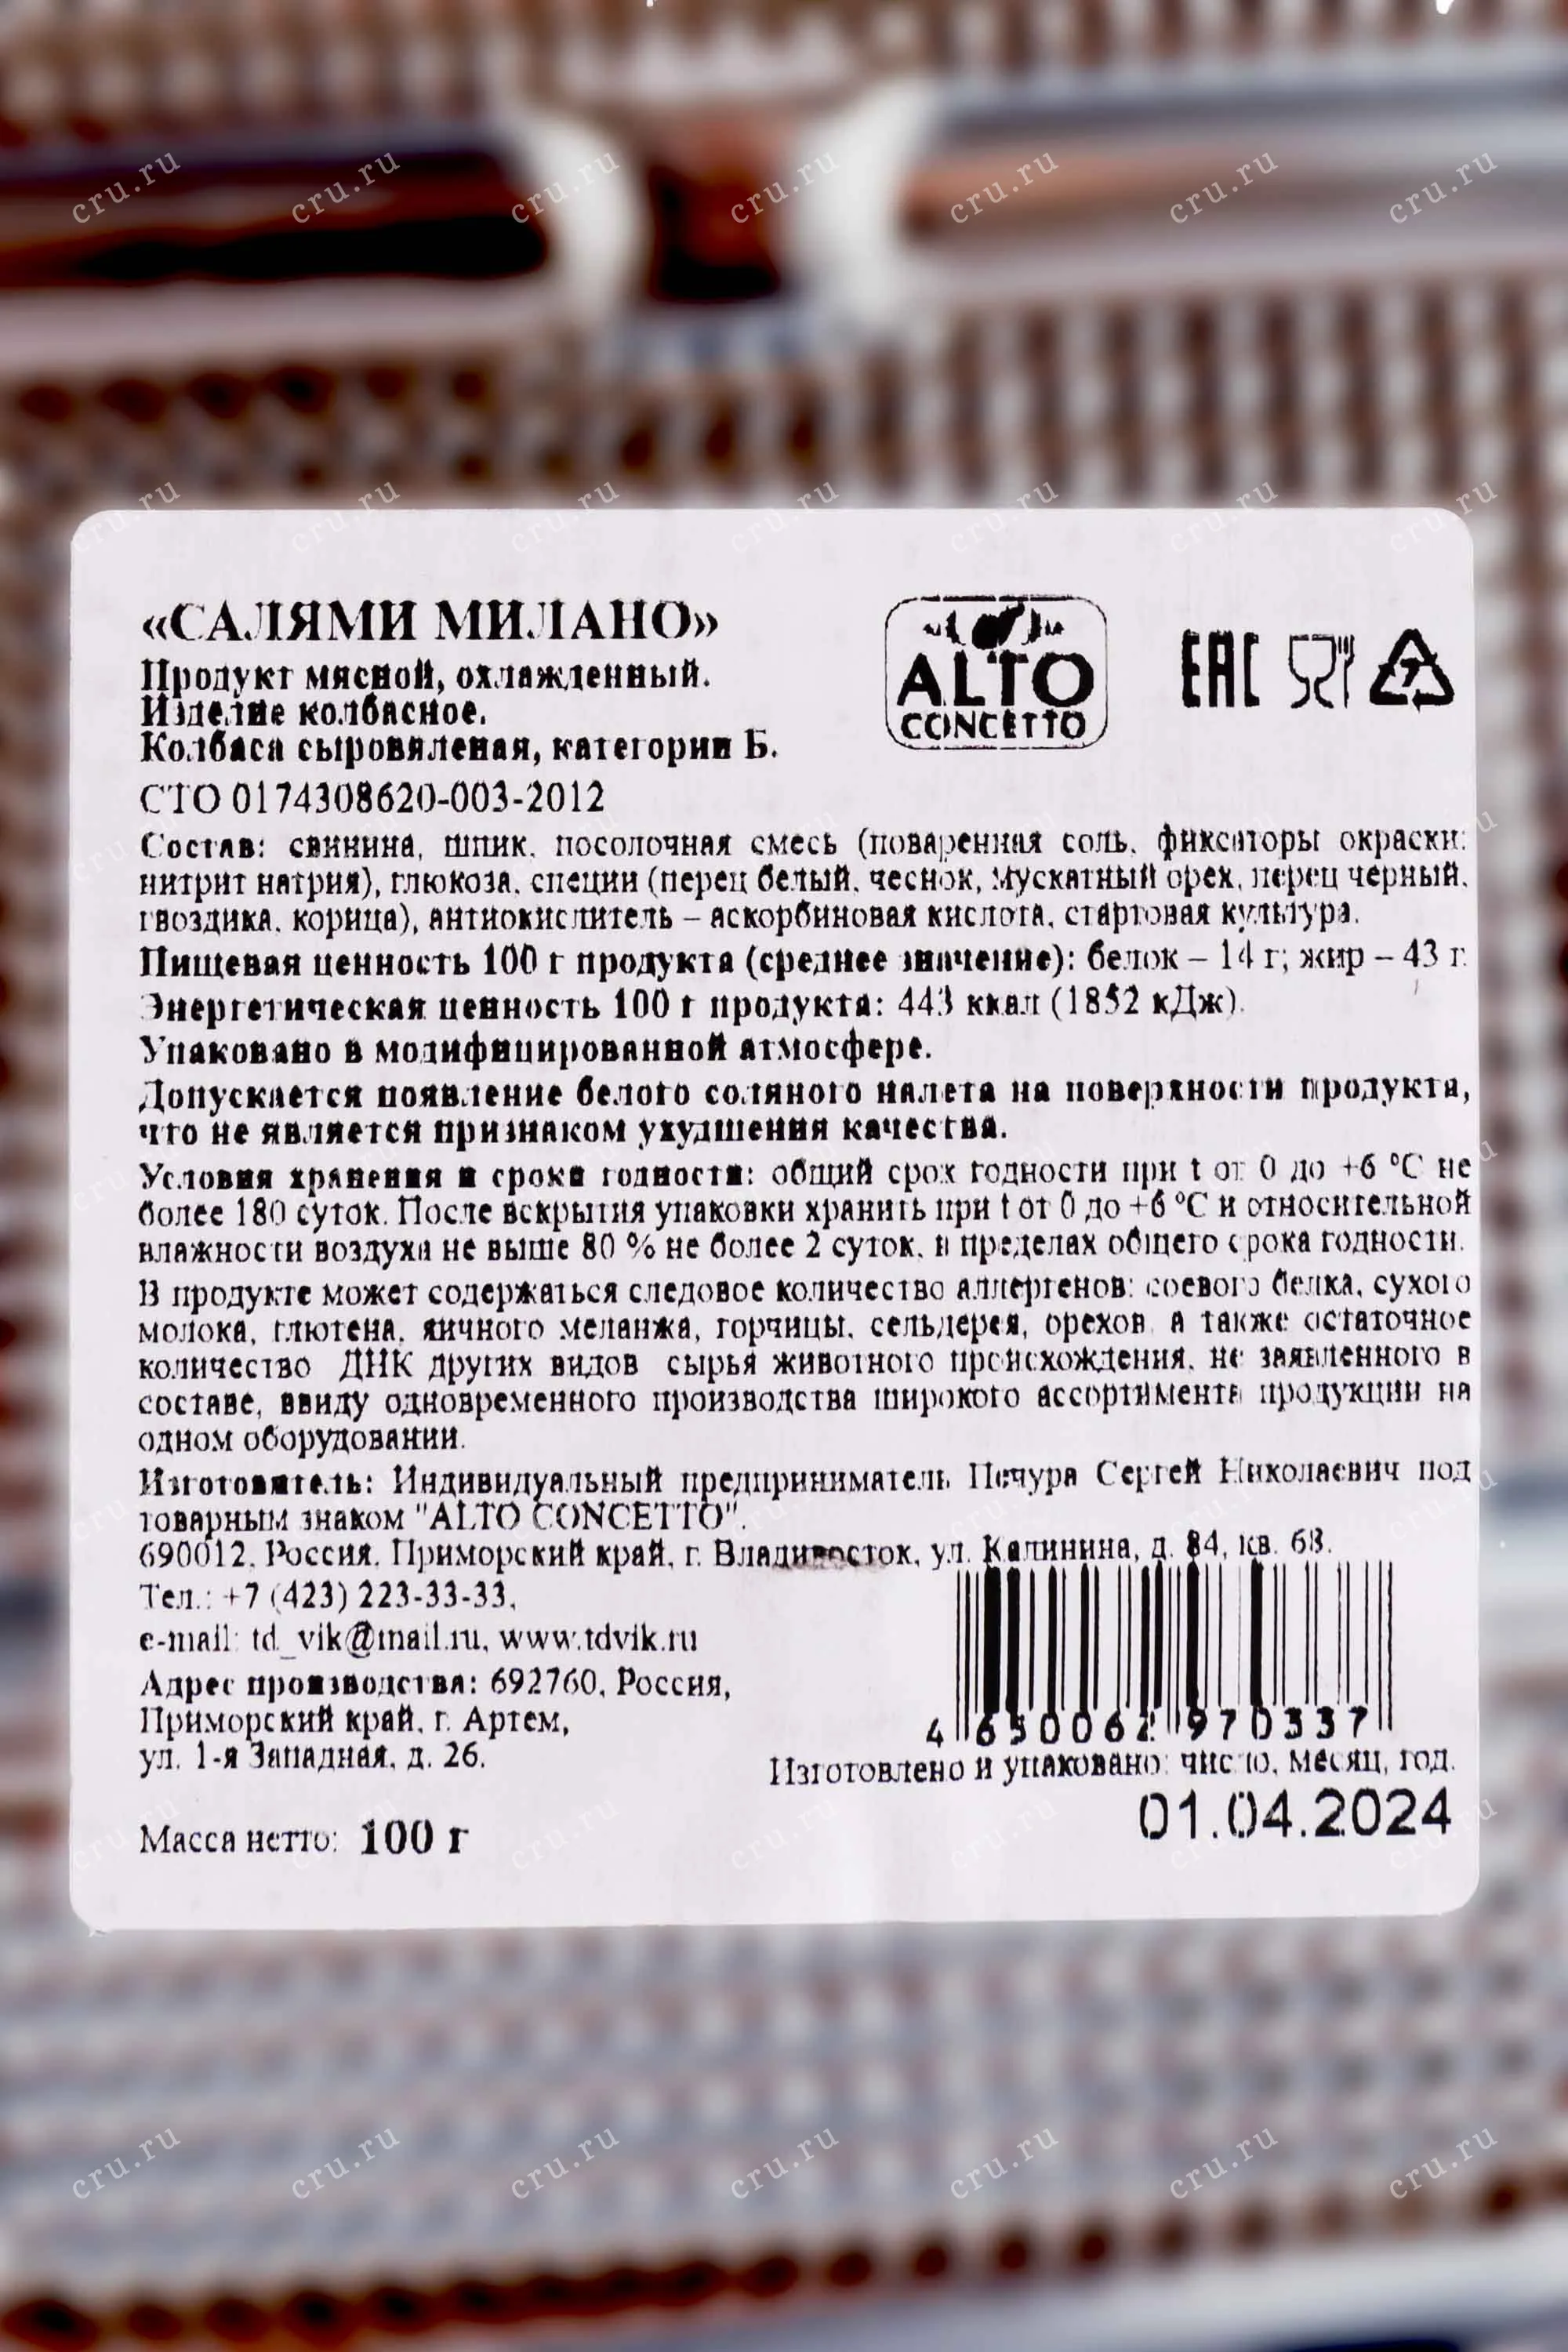 «САЛЯМИ МИЛАНО»
Продукт мясной, охлажденный.
Изделие колбасное.
Колбаса сыровяленая, категории Б.
СТО 0174308620-003-2012
ALTO
CONCETTO
EAC
7
Состав: свинина, шпик, посолочная смесь (поваренная соль, фиксаторы окраски:
нитрит натрия), глюкоза, специи (перец белый, чеснок, мускатный орех, перец черный,
гвоздика, корица), антиокислитель – аскорбиновая кислота, стартовая культура.
Пищевая ценность 100 г продукта (среднее значение): белок – 14 г; жир – 43 г.
Энергетическая ценность 100 г продукта: 443 ккал (1852 кДж).
Упаковано в модифицированной атмосфере.
Допускается появление белого соляного налета на поверхности продукта,
что не является признаком ухудшения качества.
Условия хранения и сроки годности: общий срок годности при t от 0 до +6 °С не
более 180 суток. После вскрытия упаковки хранить при t от 0 до +6 °С и относительной
влажности воздуха не выше 80 % не более 2 суток, в пределах общего срока годности.
В продукте может содержаться следовое количество аллергенов: соевого белка, сухого
молока, глютена, яичного меланжа, горчицы, сельдерея, орехов, а также остаточное
количество ДНК других видов сырья животного происхождения, не заявленного в
составе, ввиду одновременного производства широкого ассортимента продукции на
одном оборудовании.
Изготовитель: Индивидуальный предприниматель Печура Сергей Николаевич под
товарным знаком "ALTO CONCETTO".
690012, Россия, Приморский край, г. Владивосток, ул. Калинина, д. 84, кв. 68.
Тел.: +7 (423) 223-33-33,
e-mail: td_vik@mail.ru, www.tdvik.ru
Адрес производства: 692760, Россия,
Приморский край, г. Артем,
ул. 1-я Западная, д. 26.
4 650062 970337
Изготовлено и упаковано: число, месяц, год.
01.04.2024
Масса нетто: 100 г